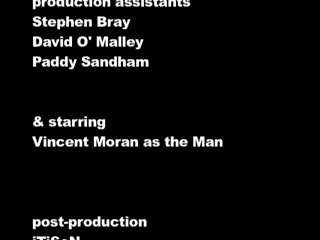 production assistants
Stephen Bray
David O' Malley
Paddy Sandham
& starring
Vincent Moran as the Man
post-production